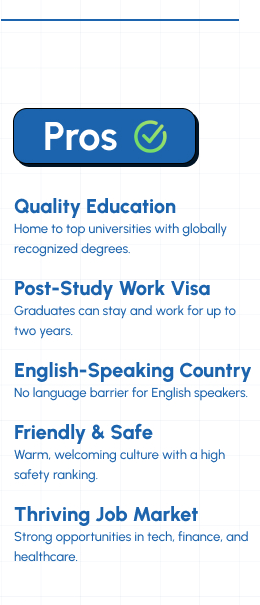 Pros
Quality Education
Home to top universities with globally
recognized degrees.
Post-Study Work Visa
Graduates can stay and work for up to
two years.
English-Speaking Country
No language barrier for English speakers.
Friendly & Safe
Warm, welcoming culture with a high
safety ranking.
Thriving Job Market
Strong opportunities in tech, finance, and
healthcare.